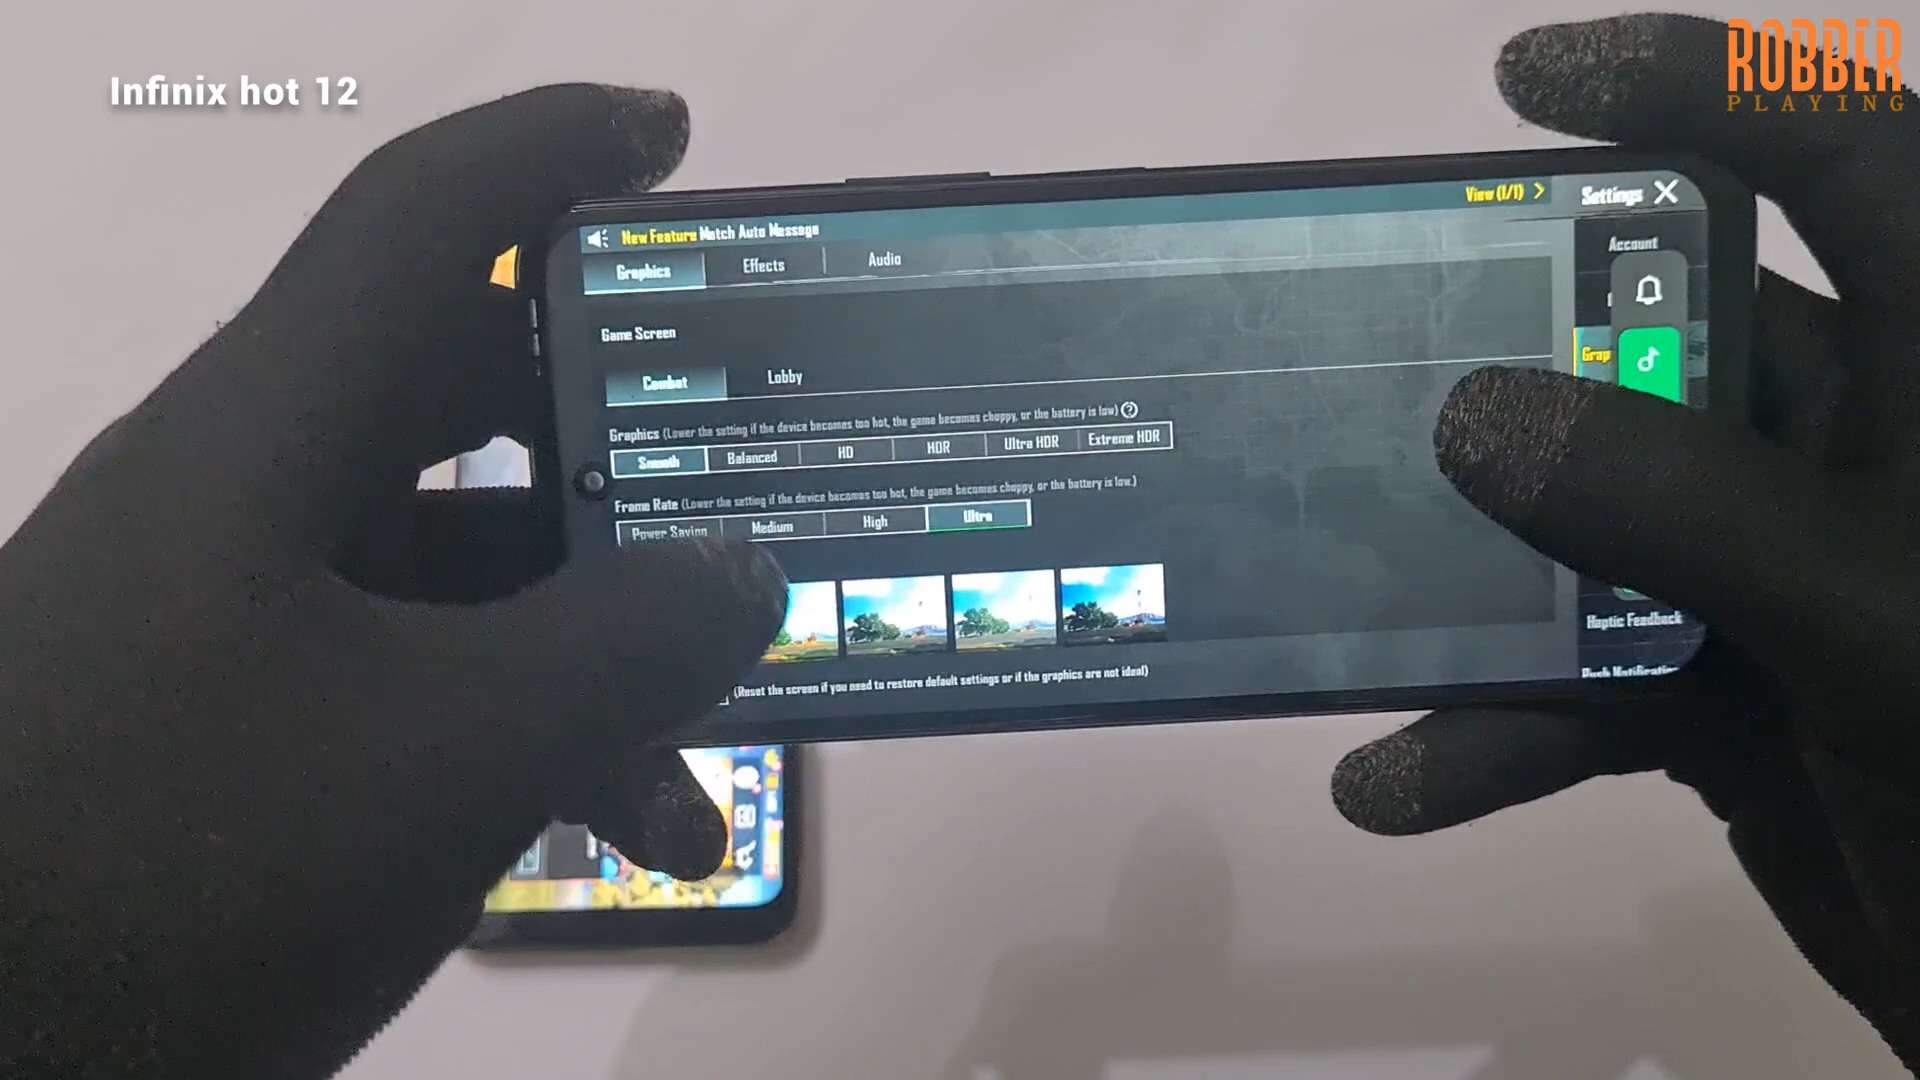 Infinix hot 12
ROBBER
PLAYING
View (1/1)
Settings
New Feature Match Auto Message
Account
Graphics
Effects
Audio
Game Screen
Grap
Combat
Lobby
Graphics (Lower the setting if the device becomes too hot, the game becomes choppy, or the battery is low)
Smooth
Balanced
HD
HDR
Ultra HDR
Extreme HDR
Frame Rate (Lower the setting if the device becomes too hot, the game becomes choppy, or the battery is low.)
Power Saving
Medium
High
Ultra
Haptic Feedback
(Reset the screen if you need to restore default settings or if the graphics are not ideal)
Push Notification